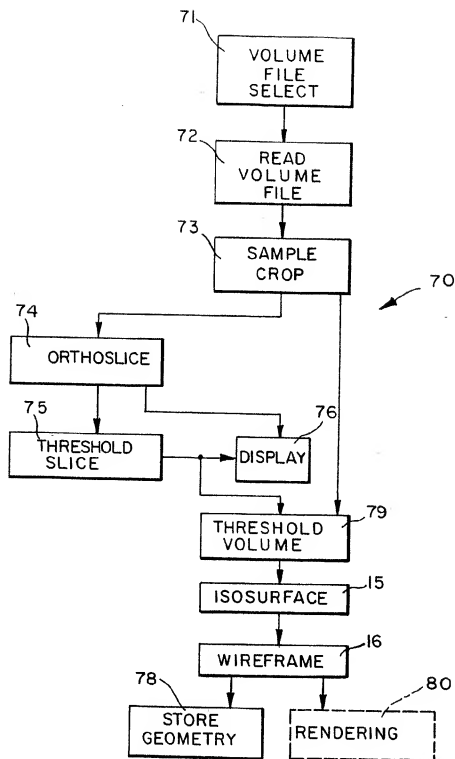 71
VOLUME
FILE
SELECT
72
READ
VOLUME
FILE
73
SAMPLE
CROP
70
74
ORTHOSLICE
75
THRESHOLD
SLICE
76
DISPLAY
79
THRESHOLD
VOLUME
15
ISOSURFACE
16
WIREFRAME
78
STORE
GEOMETRY
80
RENDERING